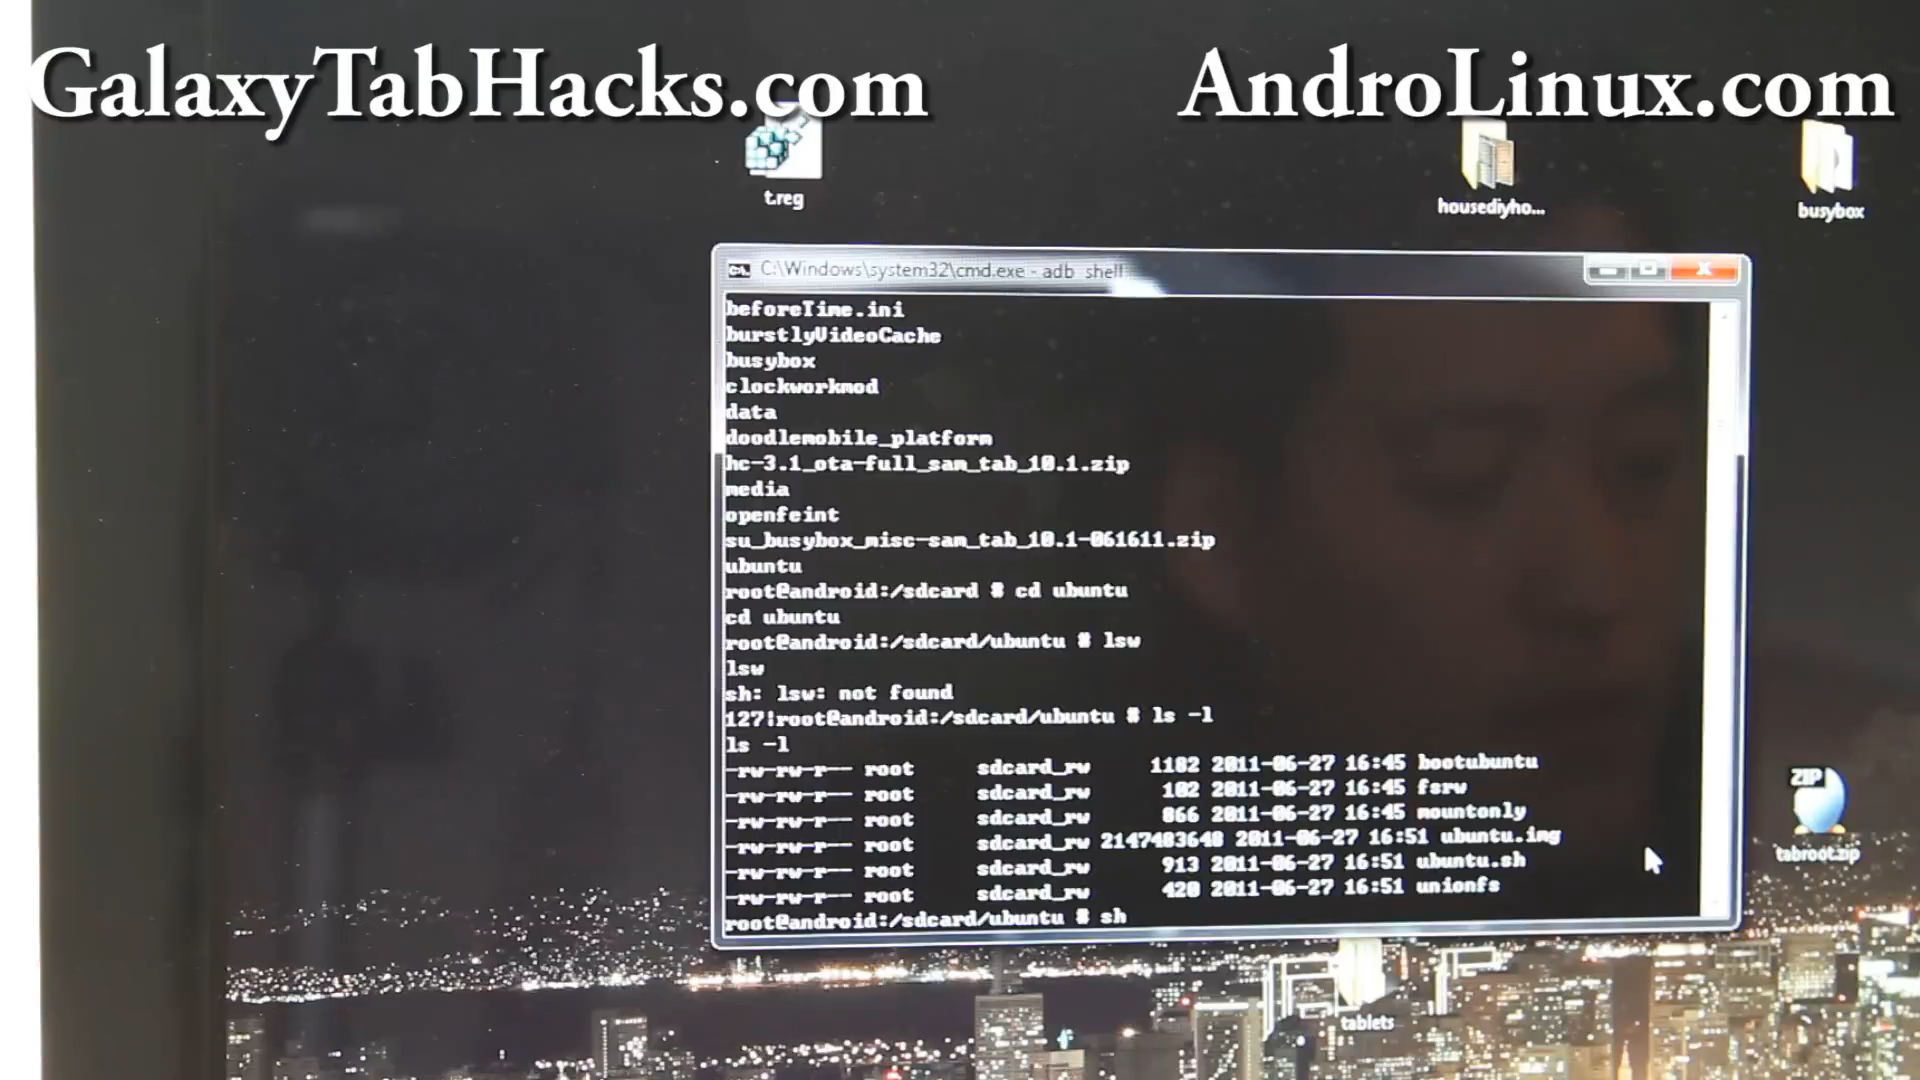 GalaxyTabHacks.com
AndroLinux.com
t.reg
housediyho...
busybox
C:\Windows\system32\cmd.exe - adb shell
beforeTime.ini
burstlyVideoCache
busybox
clockworkmod
data
doodlemobile_platform
hc-3.1_ota-full_sam_tab_10.1.zip
media
openfeint
su_busybox_misc-sam_tab_10.1-061611.zip
ubuntu
root@android:/sdcard # cd ubuntu
cd ubuntu
root@android:/sdcard/ubuntu # lsw
lsw
sh: lsw: not found
127|root@android:/sdcard/ubuntu # ls -l
ls -l
-rw-rw-r-- root sdcard_rw 1182 2011-06-27 16:45 bootubuntu
-rw-rw-r-- root sdcard_rw 102 2011-06-27 16:45 fsrw
-rw-rw-r-- root sdcard_rw 866 2011-06-27 16:45 mountonly
-rw-rw-r-- root sdcard_rw 2147483648 2011-06-27 16:51 ubuntu.img
-rw-rw-r-- root sdcard_rw 913 2011-06-27 16:51 ubuntu.sh
-rw-rw-r-- root sdcard_rw 420 2011-06-27 16:51 unionfs
root@android:/sdcard/ubuntu # sh
ZIP
tabroot.zip
tablets